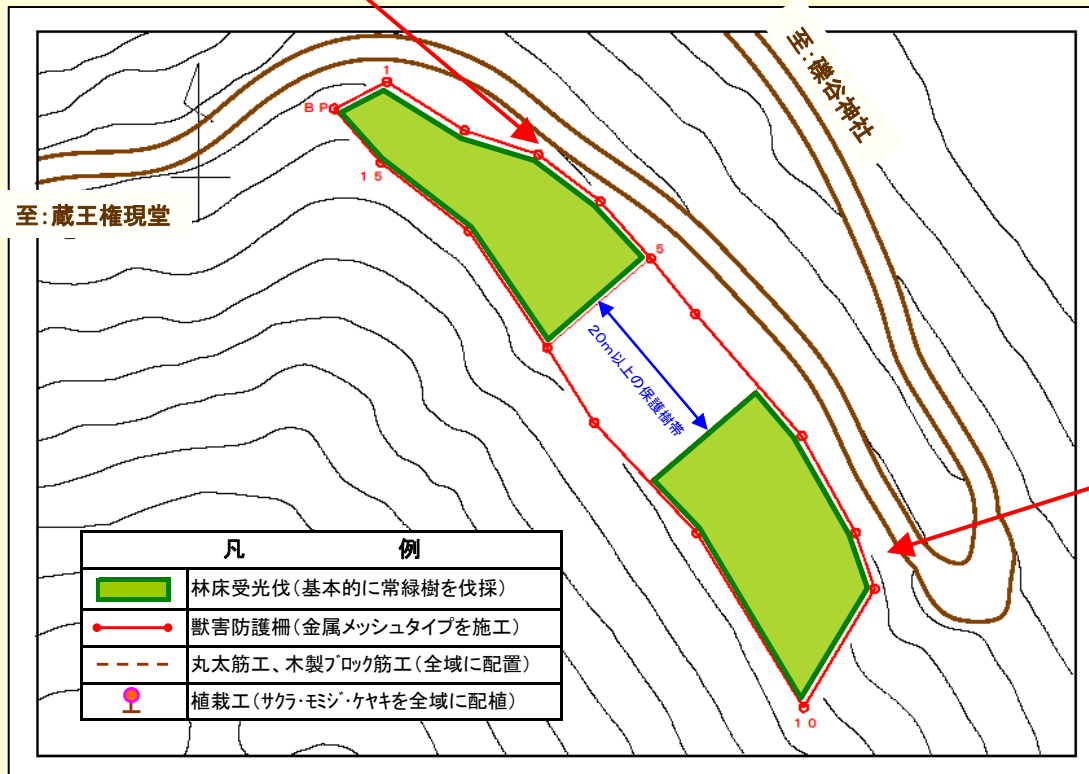 至:礫谷神社
1
BP
15
至:蔵王権現堂
5
20m以上の保護樹帯
凡 例
林床受光伐(基本的に常緑樹を伐採)
獣害防護柵(金属メッシュタイプを施工)
丸太筋工、木製ブロック筋工(全域に配置)
植栽工(サクラ・モミジ・ケヤキを全域に配植)
10